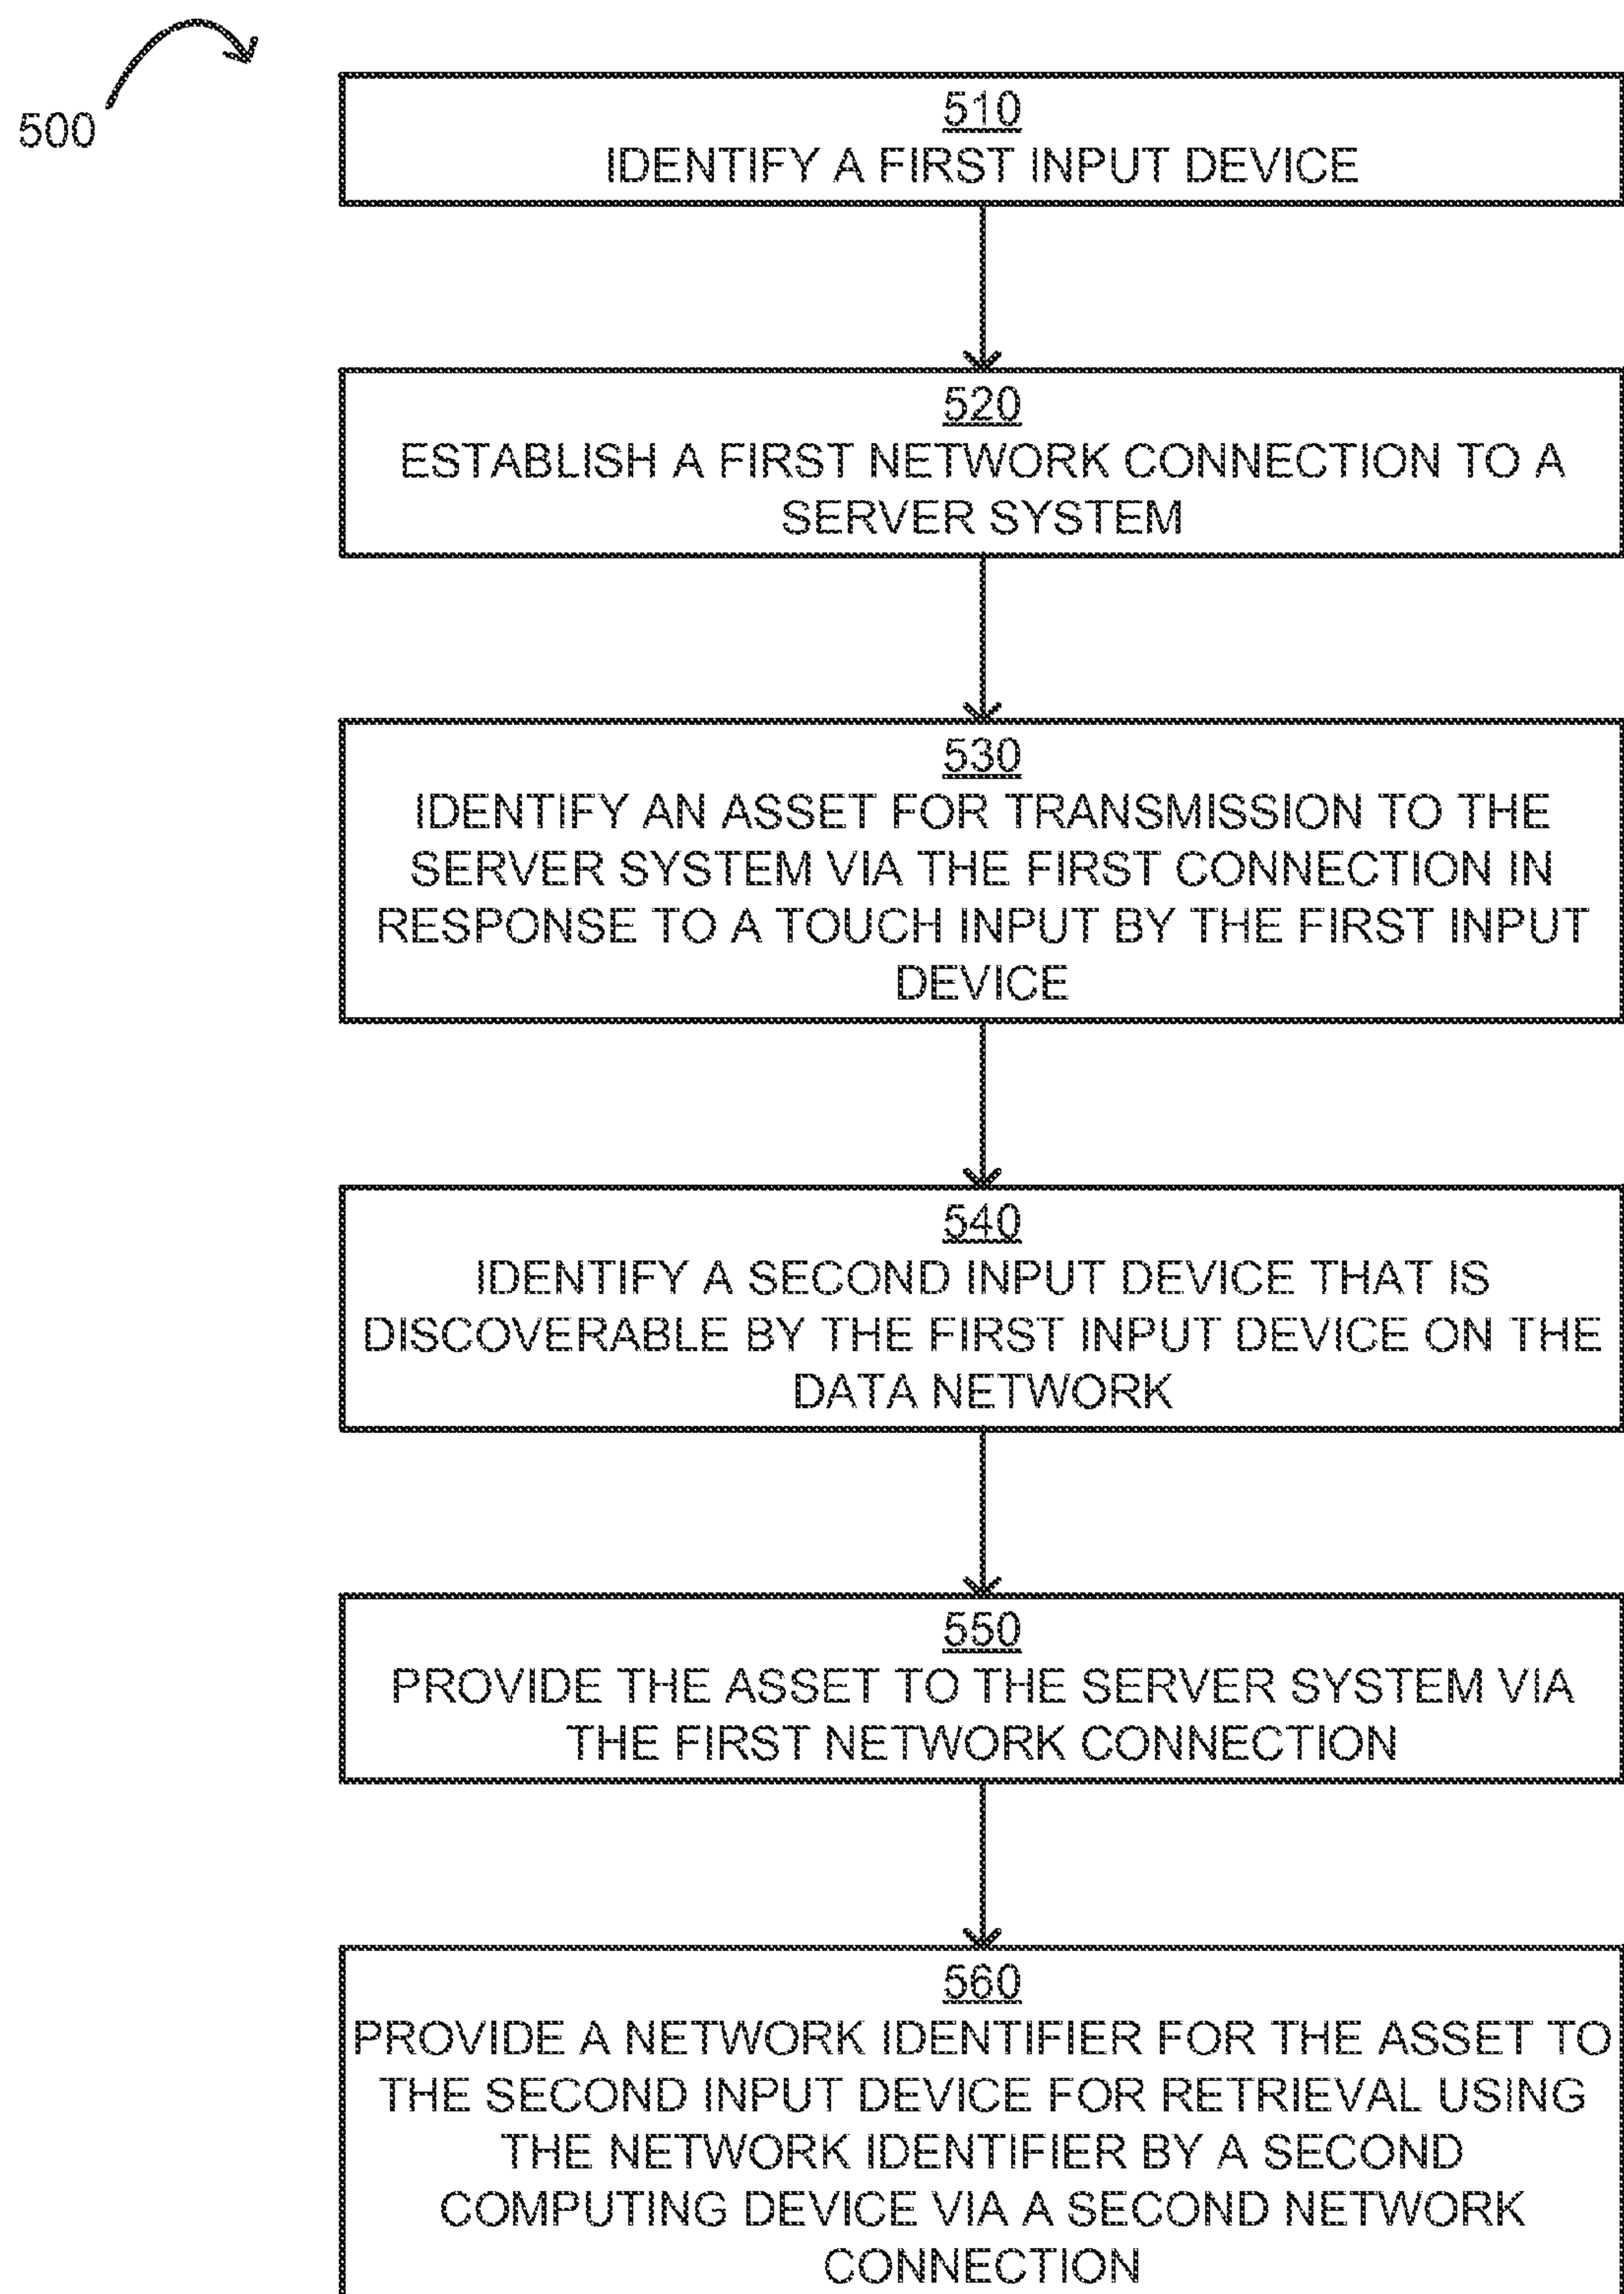 500
510
IDENTIFY A FIRST INPUT DEVICE
520
ESTABLISH A FIRST NETWORK CONNECTION TO A
SERVER SYSTEM
530
IDENTIFY AN ASSET FOR TRANSMISSION TO THE
SERVER SYSTEM VIA THE FIRST CONNECTION IN
RESPONSE TO A TOUCH INPUT BY THE FIRST INPUT
DEVICE
540
IDENTIFY A SECOND INPUT DEVICE THAT IS
DISCOVERABLE BY THE FIRST INPUT DEVICE ON THE
DATA NETWORK
550
PROVIDE THE ASSET TO THE SERVER SYSTEM VIA
THE FIRST NETWORK CONNECTION
560
PROVIDE A NETWORK IDENTIFIER FOR THE ASSET TO
THE SECOND INPUT DEVICE FOR RETRIEVAL USING
THE NETWORK IDENTIFIER BY A SECOND
COMPUTING DEVICE VIA A SECOND NETWORK
CONNECTION